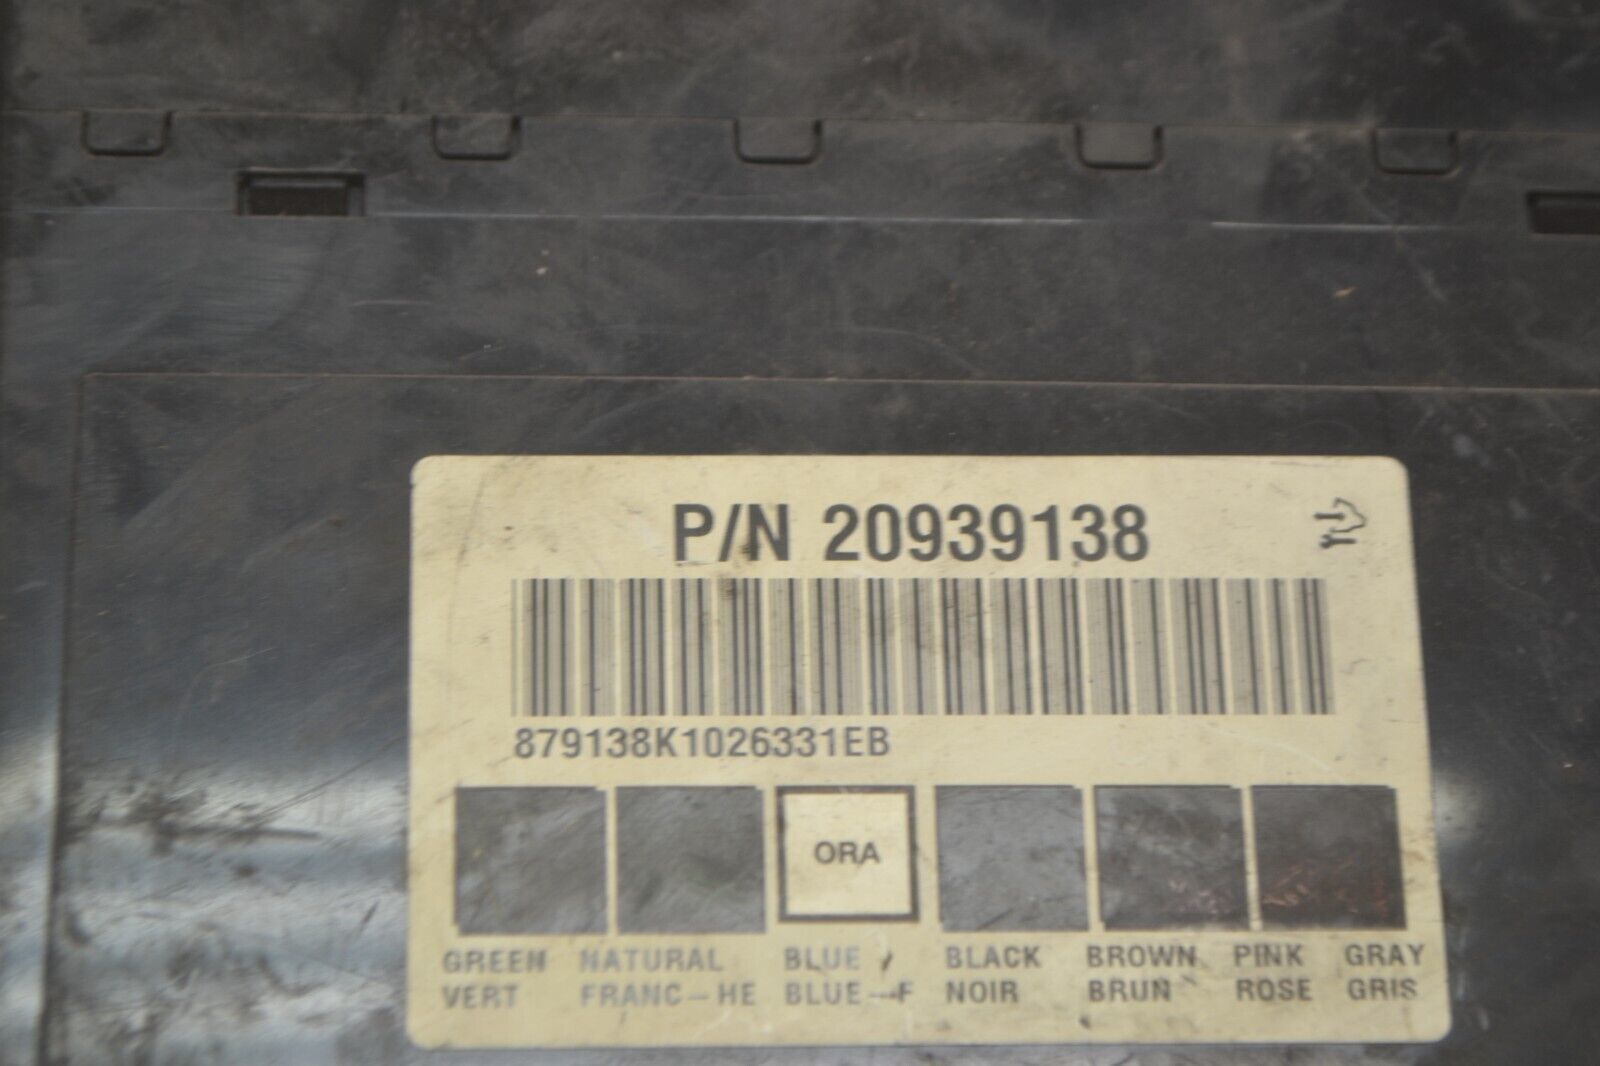 P/N 20939138
879138K1026331EB
ORA
GREEN NATURAL BLUE BLACK BROWN PINK GRAY
VERT FRANC-HE BLUE-F NOIR BRUN ROSE GRIS